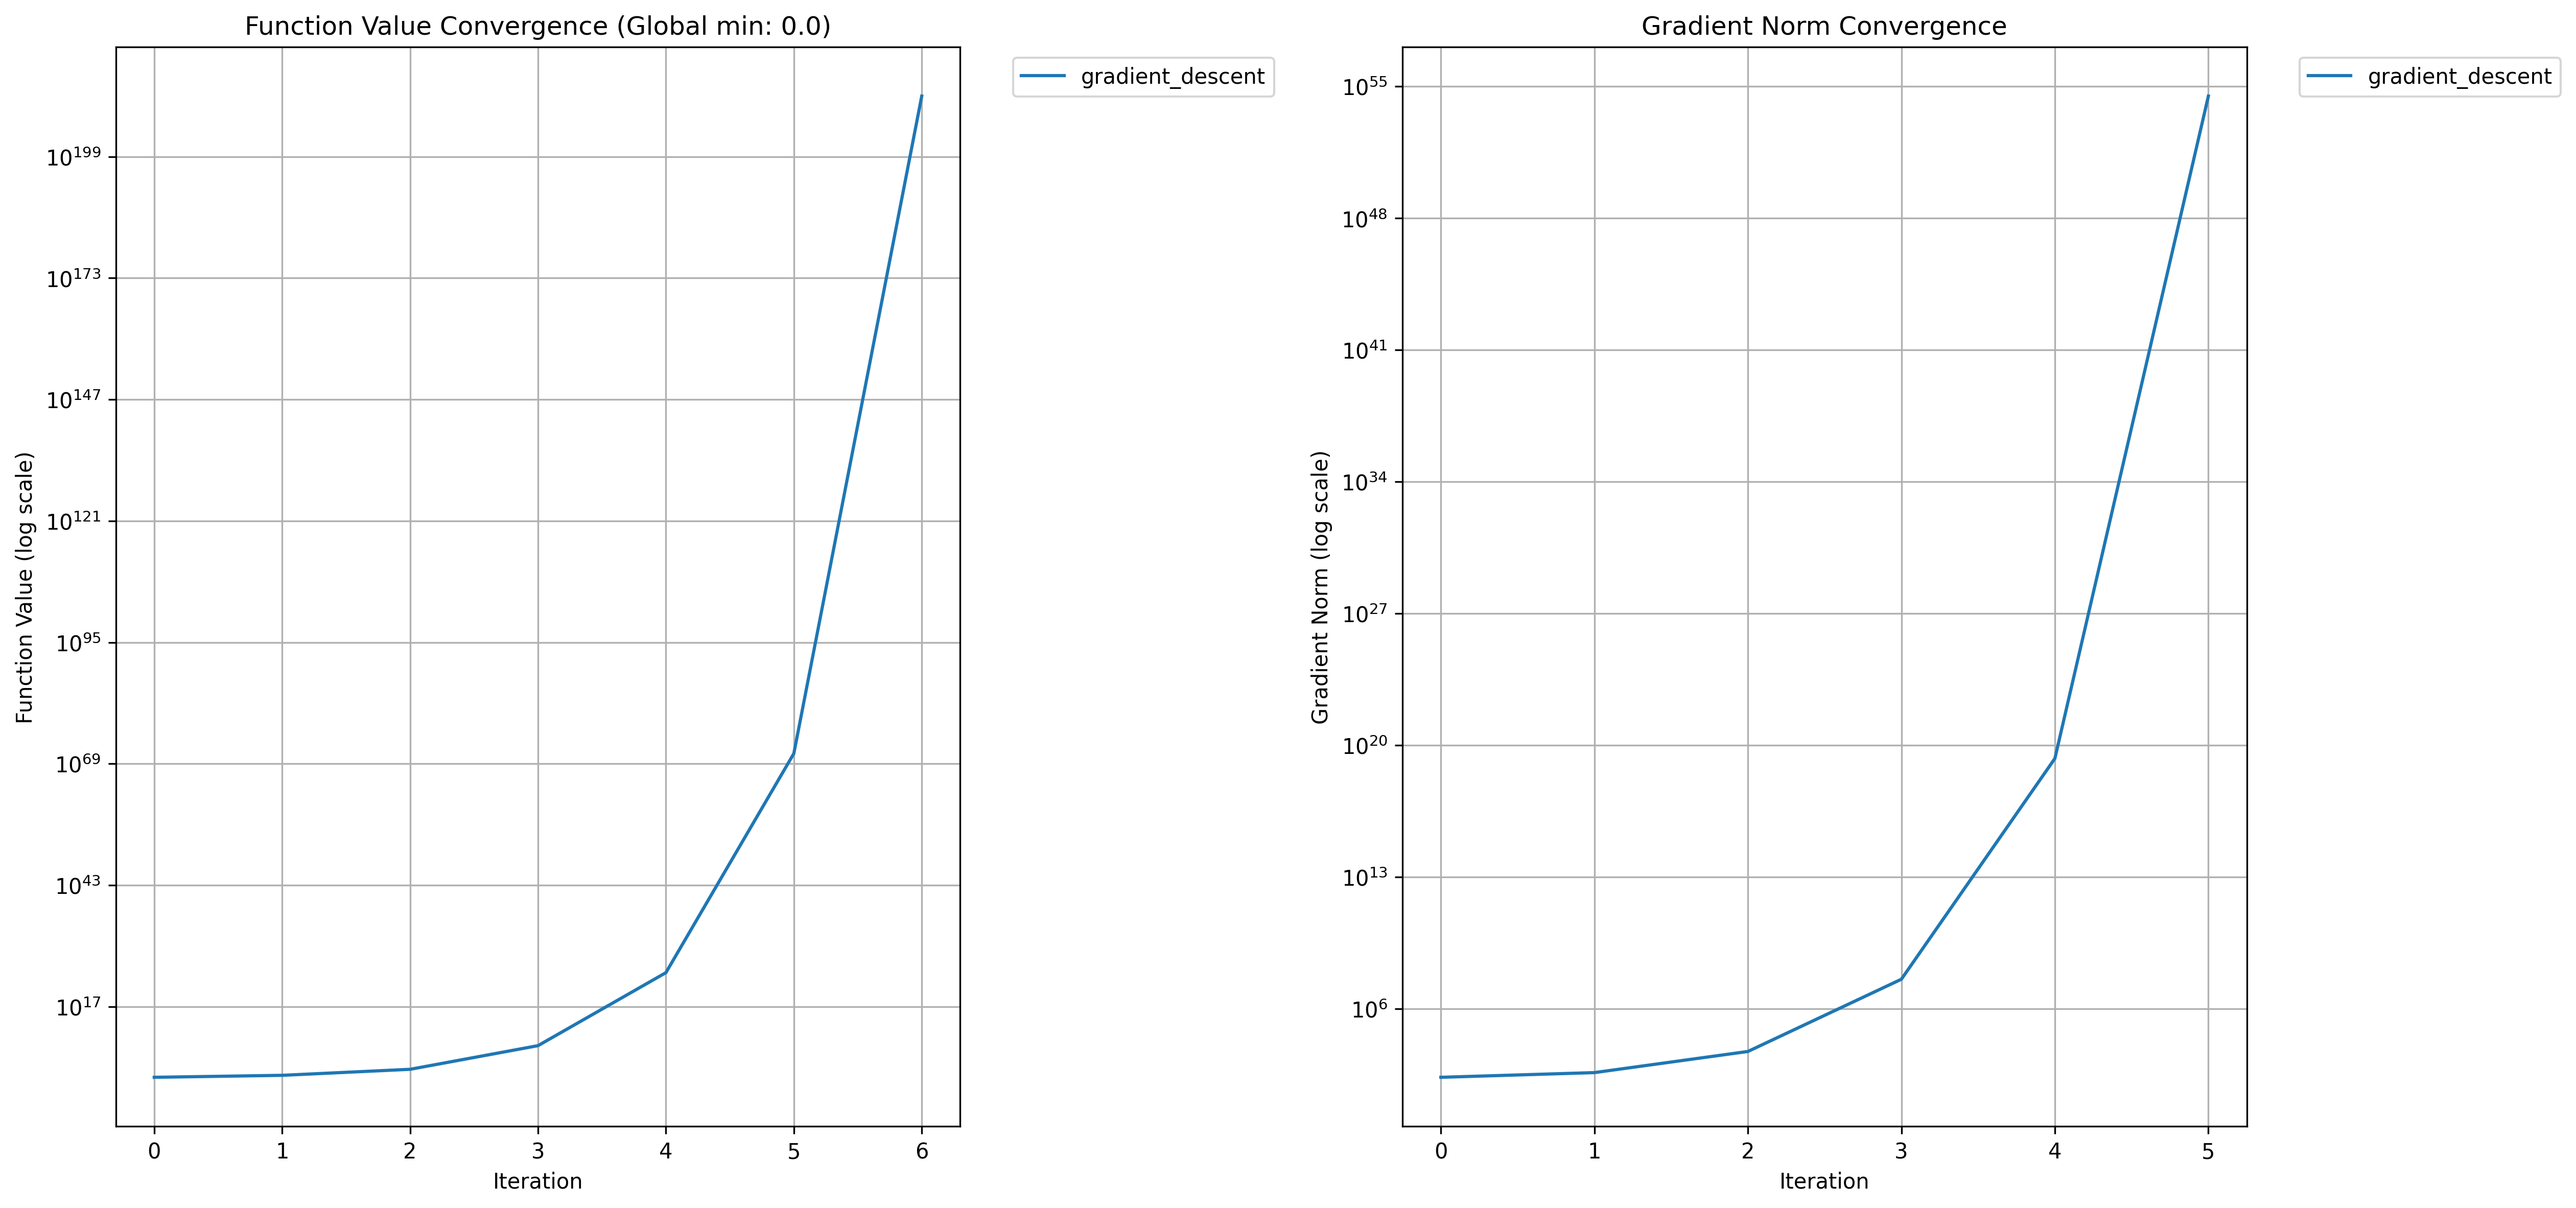 Function Value Convergence (Global min: 0.0)
gradient_descent
Function Value (log scale)
10^199
10^173
10^147
10^121
10^95
10^69
10^43
10^17
0 1 2 3 4 5 6
Iteration
Gradient Norm Convergence
gradient_descent
Gradient Norm (log scale)
10^55
10^48
10^41
10^34
10^27
10^20
10^13
10^6
0 1 2 3 4 5
Iteration